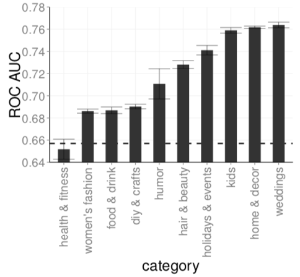 0.78
0.76
0.74
0.72
0.70
0.68
0.66
0.64
ROC AUC
health & fitness
women's fashion
food & drink
diy & crafts
humor
hair & beauty
holidays & events
kids
home & decor
weddings
category